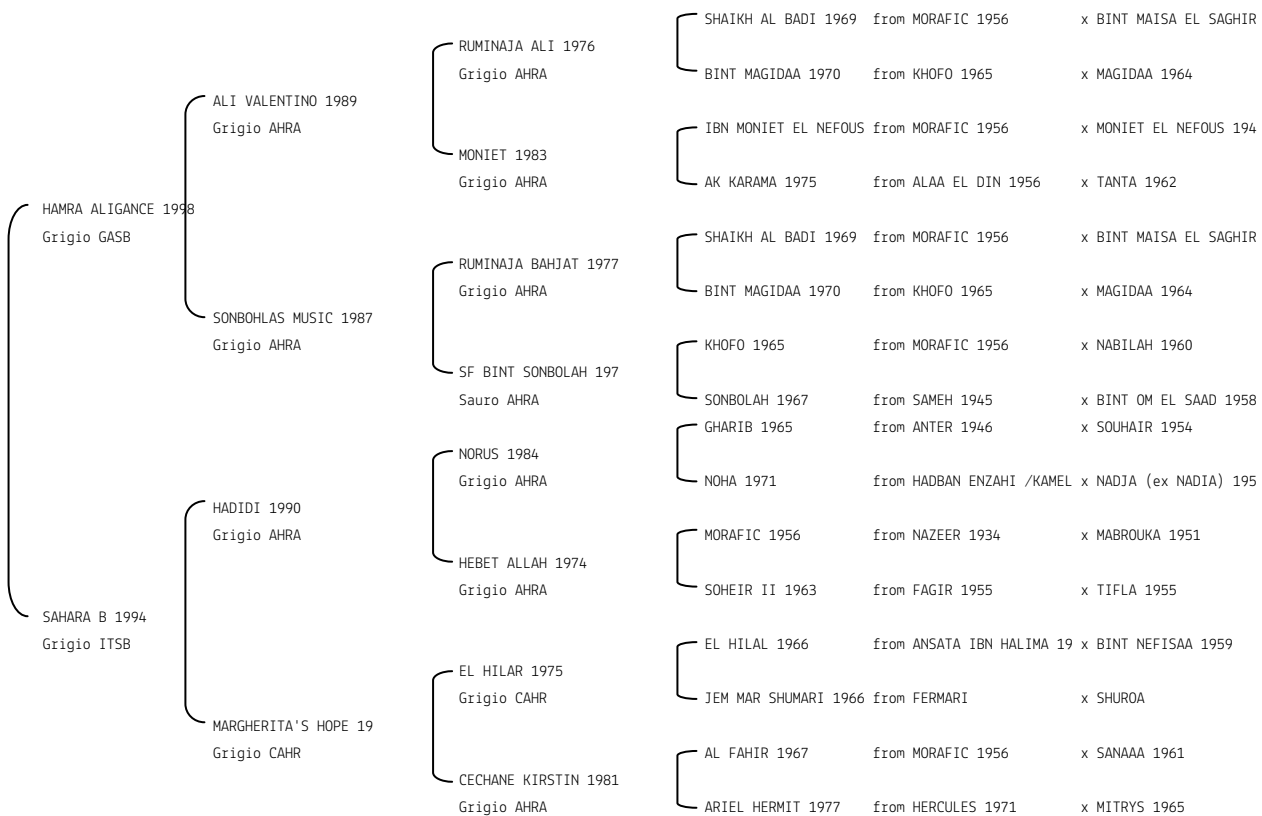 SHAIKH AL BADI 1969 from MORAFIC 1956 x BINT MAISA EL SAGHIR
RUMINAJA ALI 1976
Grigio AHRA BINT MAGIDAA 1970 from KHOFO 1965 x MAGIDAA 1964
ALI VALENTINO 1989
Grigio AHRA IBN MONIET EL NEFOUS from MORAFIC 1956 x MONIET EL NEFOUS 194
MONIET 1983
Grigio AHRA AK KARAMA 1975 from ALAA EL DIN 1956 x TANTA 1962
HAMRA ALIGANCE 1998
Grigio GASB SHAIKH AL BADI 1969 from MORAFIC 1956 x BINT MAISA EL SAGHIR
RUMINAJA BAHJAT 1977
Grigio AHRA BINT MAGIDAA 1970 from KHOFO 1965 x MAGIDAA 1964
SONBOHLAS MUSIC 1987
Grigio AHRA KHOFO 1965 from MORAFIC 1956 x NABILAH 1960
SF BINT SONBOLAH 197
Sauro AHRA SONBOLAH 1967 from SAMEH 1945 x BINT OM EL SAAD 1958
GHARIB 1965 from ANTER 1946 x SOUHAIR 1954
NORUS 1984
Grigio AHRA NOHA 1971 from HADBAN ENZAHI /KAMEL x NADJA (ex NADIA) 195
HADIDI 1990
Grigio AHRA MORAFIC 1956 from NAZEER 1934 x MABROUKA 1951
HEBET ALLAH 1974
Grigio AHRA SOHEIR II 1963 from FAGIR 1955 x TIFLA 1955
SAHARA B 1994
Grigio ITSB EL HILAL 1966 from ANSATA IBN HALIMA 19 x BINT NEFISAA 1959
EL HILAR 1975
Grigio CAHR JEM MAR SHUMARI 1966 from FERMARI x SHUROA
MARGHERITA'S HOPE 19
Grigio CAHR AL FAHIR 1967 from MORAFIC 1956 x SANAAA 1961
CECHANE KIRSTIN 1981
Grigio AHRA ARIEL HERMIT 1977 from HERCULES 1971 x MITRYS 1965